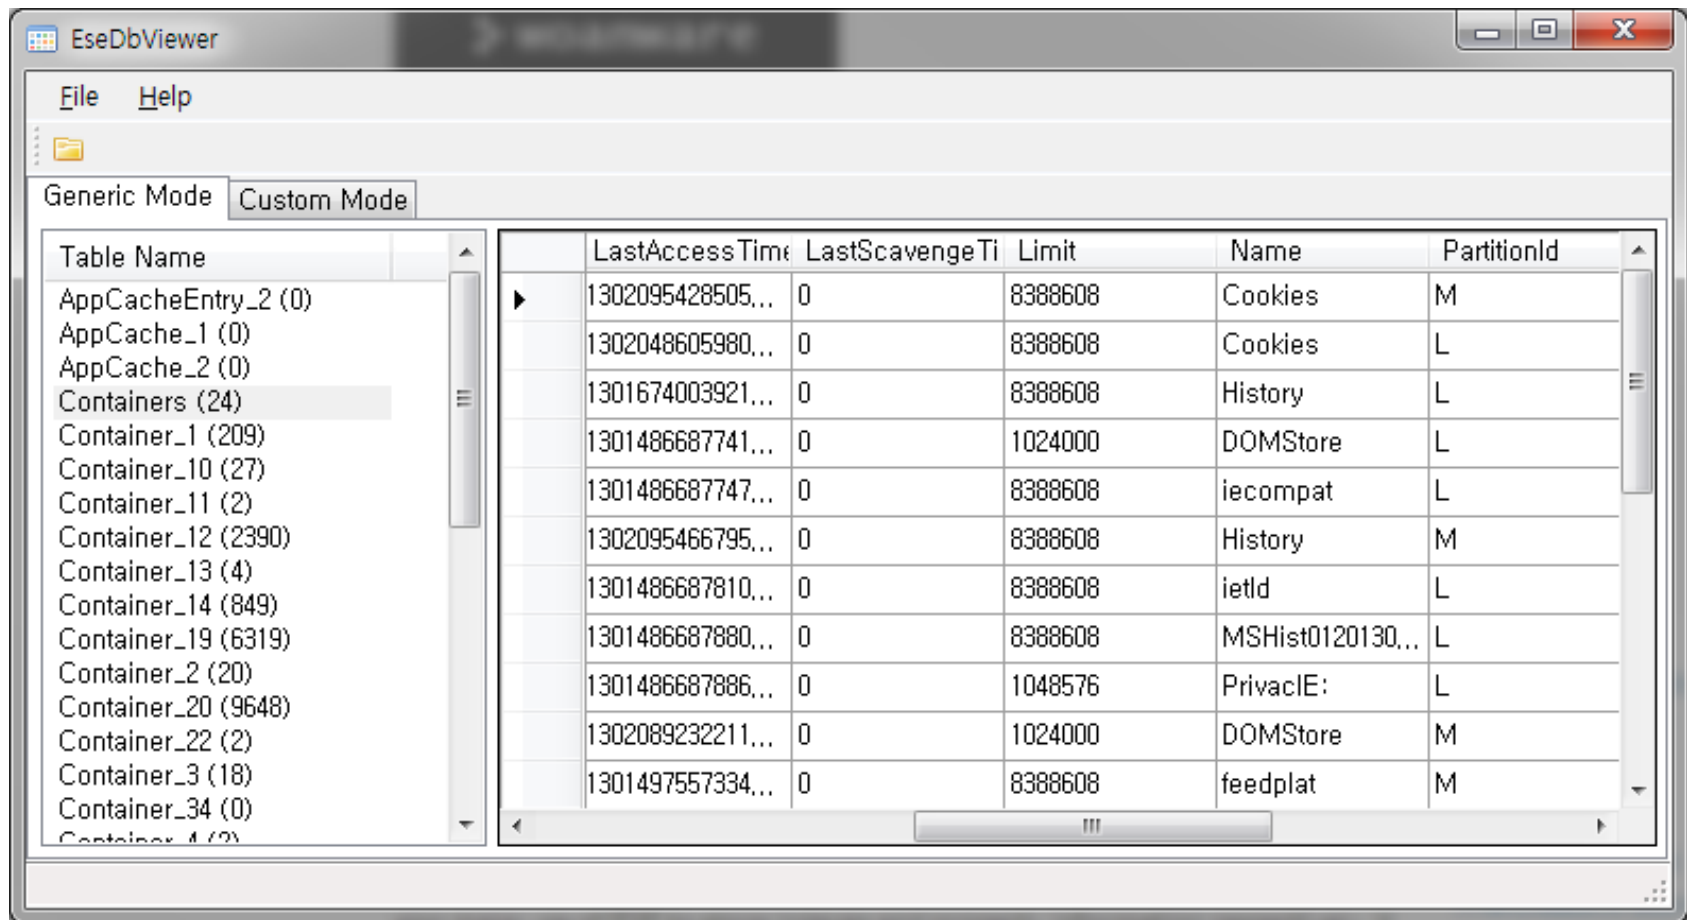 EseDbViewer
File Help
Generic Mode Custom Mode
Table Name
AppCacheEntry_2 (0)
AppCache_1 (0)
AppCache_2 (0)
Containers (24)
Container_1 (209)
Container_10 (27)
Container_11 (2)
Container_12 (2390)
Container_13 (4)
Container_14 (849)
Container_19 (6319)
Container_2 (20)
Container_20 (9648)
Container_22 (2)
Container_3 (18)
Container_34 (0)
LastAccessTime LastScavengeTi Limit Name PartitionId
1302095428505... 0 8388608 Cookies M
1302048605980... 0 8388608 Cookies L
1301674003921... 0 8388608 History L
1301486687741... 0 1024000 DOMStore L
1301486687747... 0 8388608 iecompat L
1302095466795... 0 8388608 History M
1301486687810... 0 8388608 ietld L
1301486687880... 0 8388608 MSHist0120130... L
1301486687886... 0 1048576 PrivacIE: L
1302089232211... 0 1024000 DOMStore M
1301497557334... 0 8388608 feedplat M